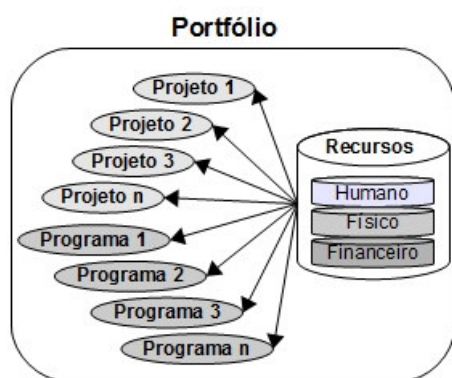 Portfólio
Projeto 1
Projeto 2
Projeto 3
Projeto n
Programa 1
Programa 2
Programa 3
Programa n
Recursos
Humano
Físico
Financeiro